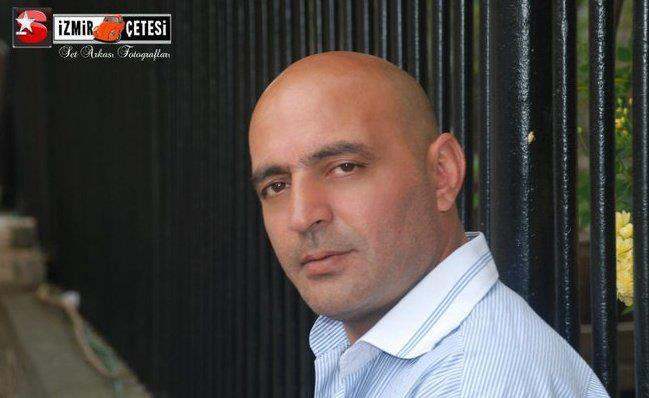 İZMİR ÇETESİ
Set Arkası Fotoğrafları